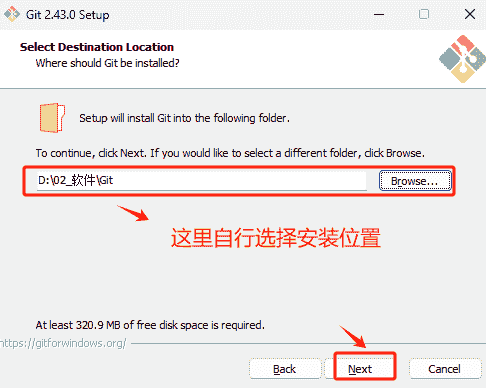 Git 2.43.0 Setup
Select Destination Location
Where should Git be installed?
Setup will install Git into the following folder.
To continue, click Next. If you would like to select a different folder, click Browse.
D:\02_软件\Git
Browse...
这里自行选择安装位置
At least 320.9 MB of free disk space is required.
https://gitforwindows.org/
Back
Next
Cancel